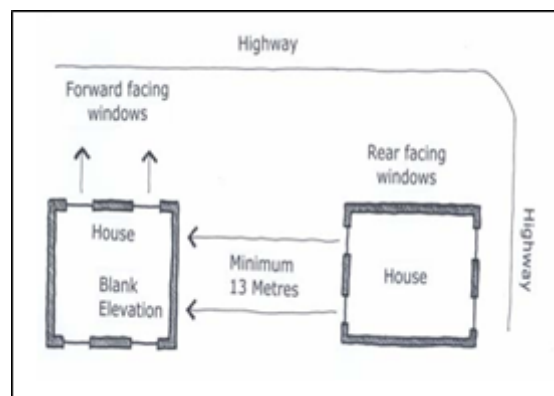 Highway
Forward facing
windows
Rear facing
windows
Highway
House
Blank
Elevation
Minimum
13 Metres
House